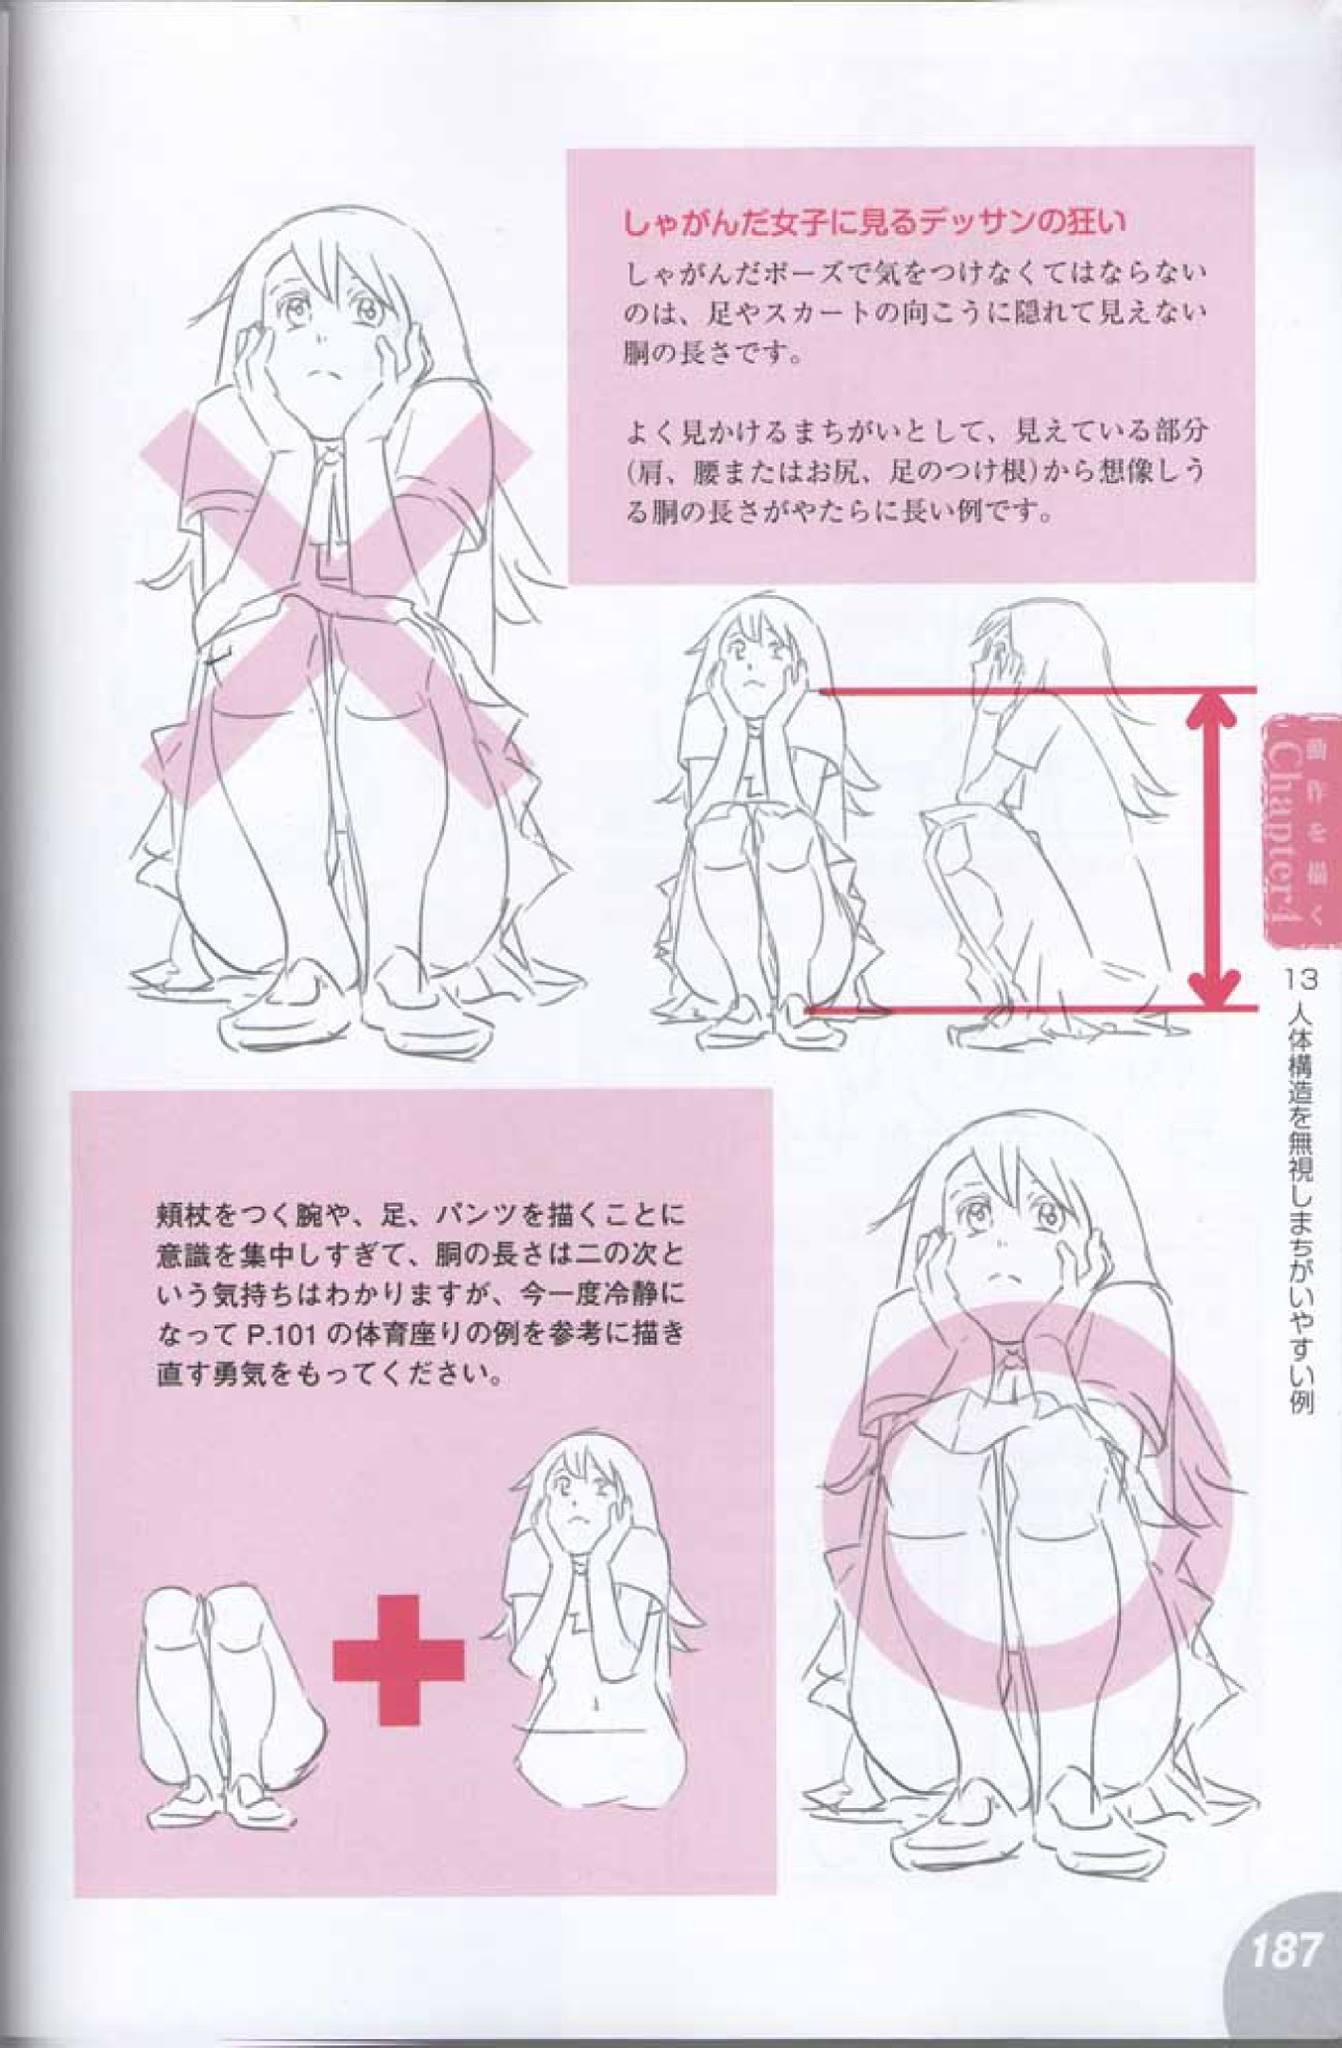 しゃがんだ女子に見るデッサンの狂い
しゃがんだポーズで気をつけなくてはならない
のは、足やスカートの向こうに隠れて見えない
胴の長さです。
よく見かけるまちがいとして、見えている部分
(肩、腰またはお尻、足のつけ根)から想像しう
る胴の長さがやたらに長い例です。
動作を描く
Chapter4
13 人体構造を無視しまちがいやすい例
頬杖をつく腕や、足、パンツを描くことに
意識を集中しすぎて、胴の長さは二の次と
いう気持ちはわかりますが、今一度冷静に
なって P.101 の体育座りの例を参考に描き
直す勇気をもってください。
187